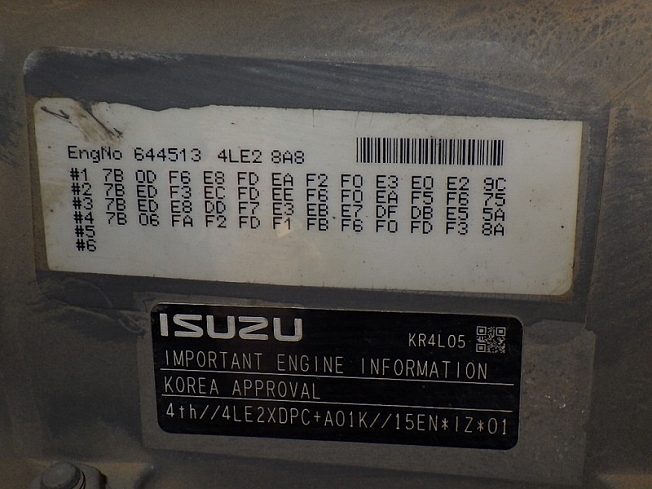 EngNo 644513 4LE2 8A8
#1 7B 0D F6 E8 FD EA F2 F0 E3 E0 E2 9C
#2 7B ED F3 EC FD EE F6 F0 EA F5 F6 75
#3 7B ED E8 DD F7 E3 EB E7 DF DB E5 5A
#4 7B 06 FA F2 FD F1 FB F6 F0 FD F3 8A
#5
#6
ISUZU
KR4L05
IMPORTANT ENGINE INFORMATION
KOREA APPROVAL
4th//4LE2XDPC+A01K//15EN*IZ*01